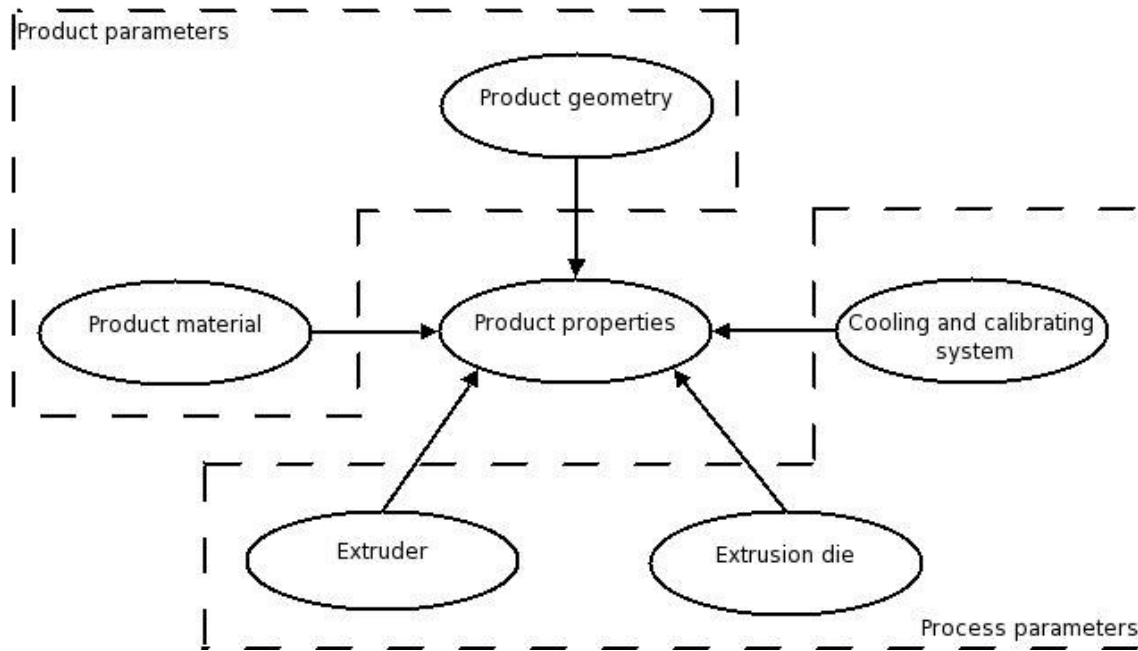 Product parameters
Product geometry
Product material
Product properties
Cooling and calibrating
system
Extruder
Extrusion die
Process parameters